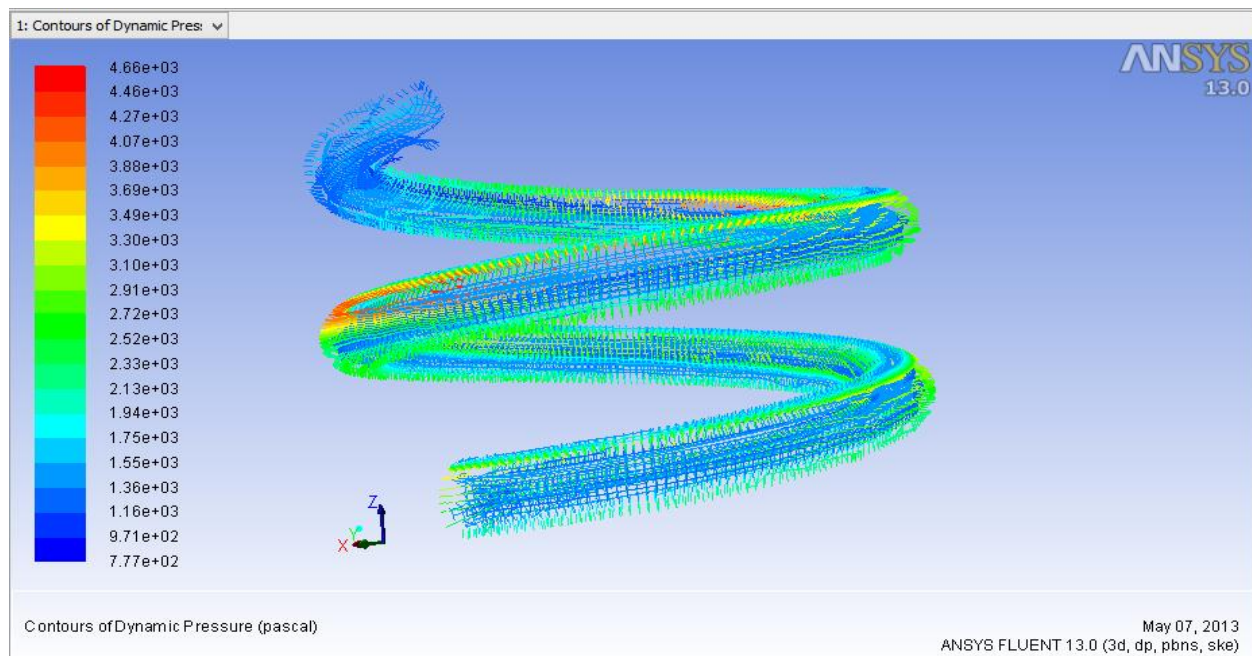 1: Contours of Dynamic Pres:
ANSYS
13.0
4.66e+03
4.46e+03
4.27e+03
4.07e+03
3.88e+03
3.69e+03
3.49e+03
3.30e+03
3.10e+03
2.91e+03
2.72e+03
2.52e+03
2.33e+03
2.13e+03
1.94e+03
1.75e+03
1.55e+03
1.36e+03
1.16e+03
9.71e+02
7.77e+02
Z
Y
X
Contours of Dynamic Pressure (pascal)
May 07, 2013
ANSYS FLUENT 13.0 (3d, dp, pbns, ske)